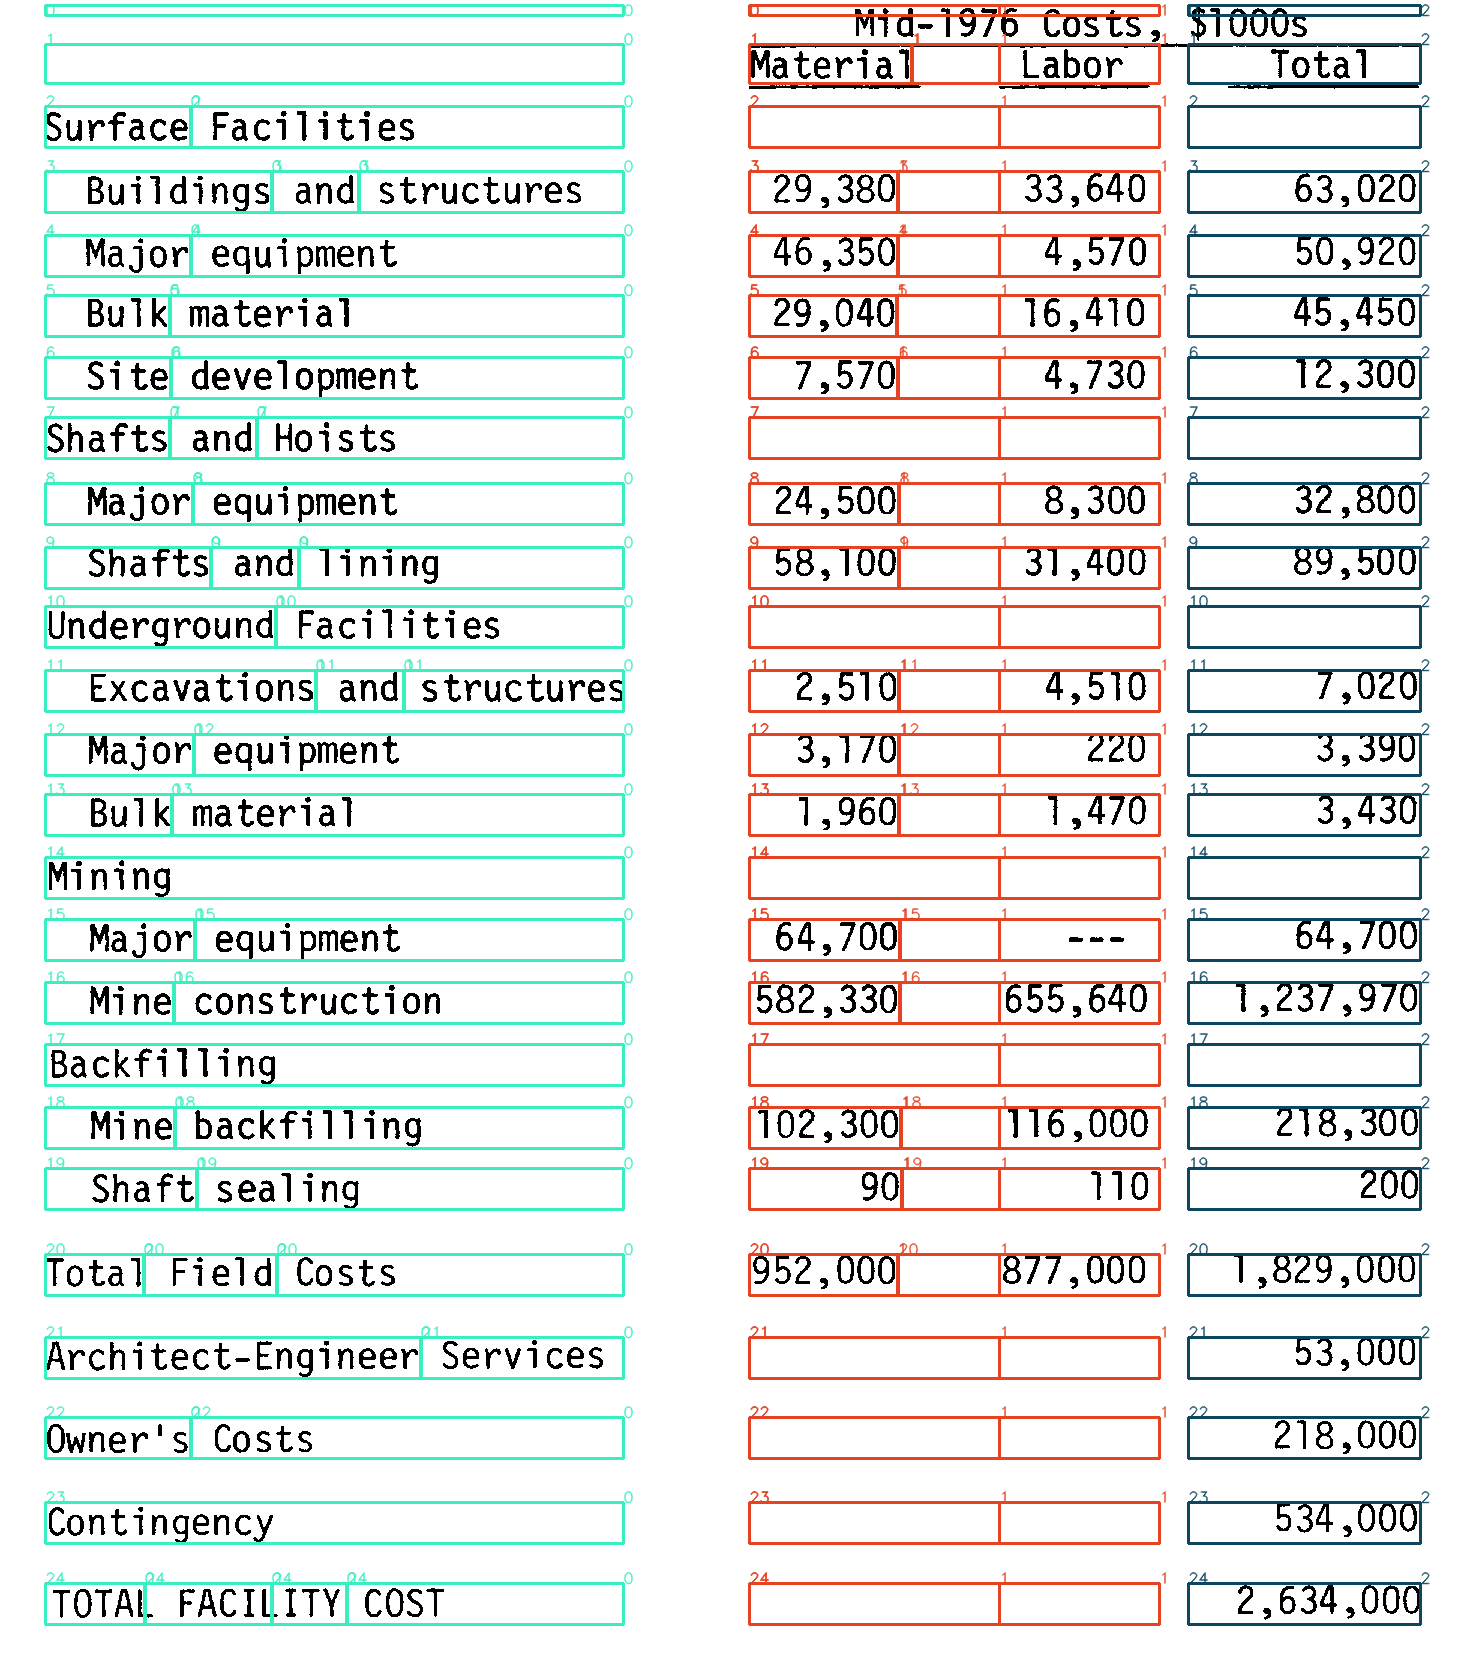 Mid-1976 Costs, $1000s
Material Labor Total
Surface Facilities
Buildings and structures 29,380 33,640 63,020
Major equipment 46,350 4,570 50,920
Bulk material 29,040 16,410 45,450
Site development 7,570 4,730 12,300
Shafts and Hoists
Major equipment 24,500 8,300 32,800
Shafts and lining 58,100 31,400 89,500
Underground Facilities
Excavations and structures 2,510 4,510 7,020
Major equipment 3,170 220 3,390
Bulk material 1,960 1,470 3,430
Mining
Major equipment 64,700 --- 64,700
Mine construction 582,330 655,640 1,237,970
Backfilling
Mine backfilling 102,300 116,000 218,300
Shaft sealing 90 110 200
Total Field Costs 952,000 877,000 1,829,000
Architect-Engineer Services 53,000
Owner's Costs 218,000
Contingency 534,000
TOTAL FACILITY COST 2,634,000